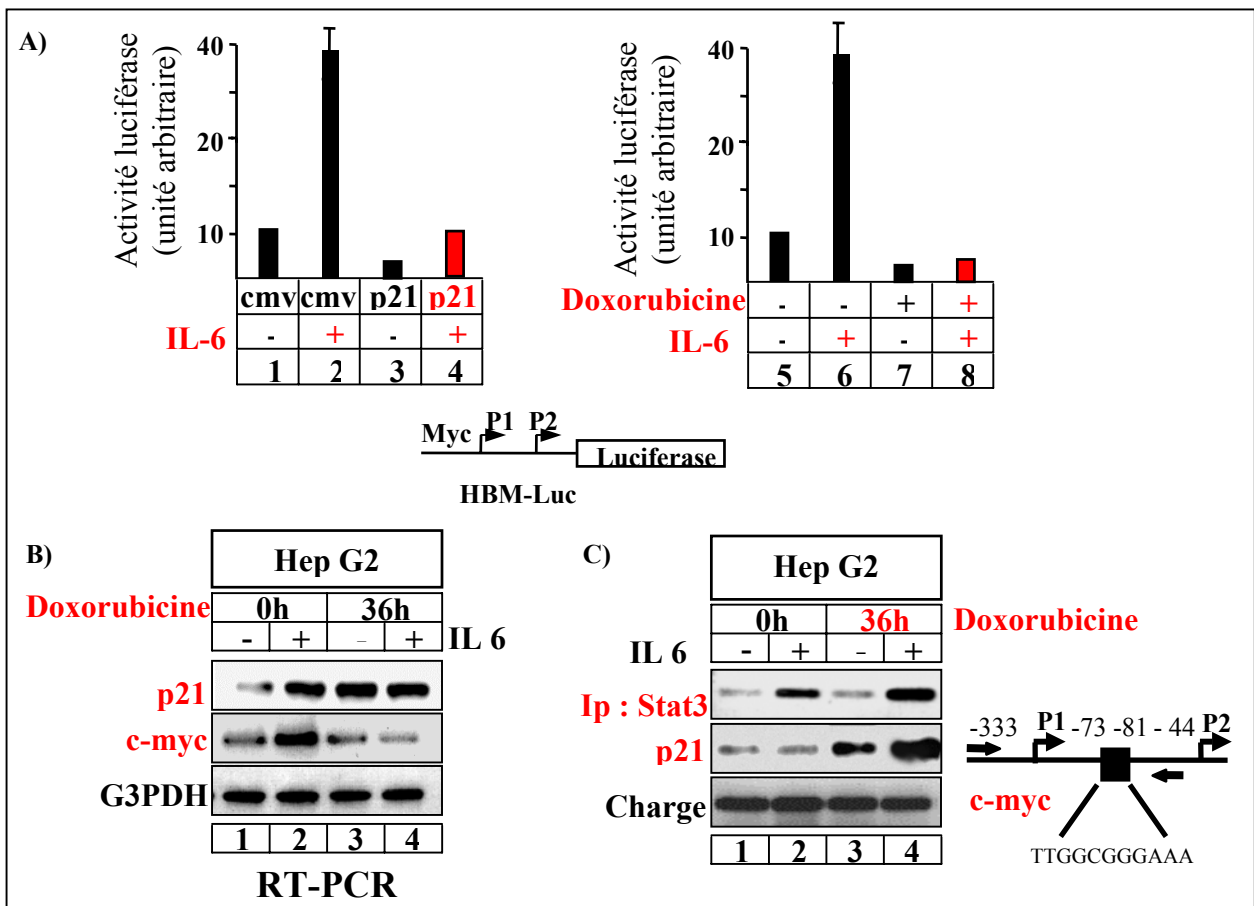 A)
Activité luciférase
(unité arbitraire)
40
20
10
cmv cmv p21 p21
IL-6 - + - +
1 2 3 4
Activité luciférase
(unité arbitraire)
40
20
10
Doxorubicine - - + +
IL-6 - + - +
5 6 7 8
Myc P1 P2
Luciferase
HBM-Luc
B)
Hep G2
Doxorubicine 0h 36h
- + - + IL 6
p21
c-myc
G3PDH
1 2 3 4
RT-PCR
C)
Hep G2
0h 36h Doxorubicine
IL 6 - + - +
Ip : Stat3
p21
Charge
1 2 3 4
-333 P1 -73 -81 - 44 P2
c-myc
TTGGCGGGAAA